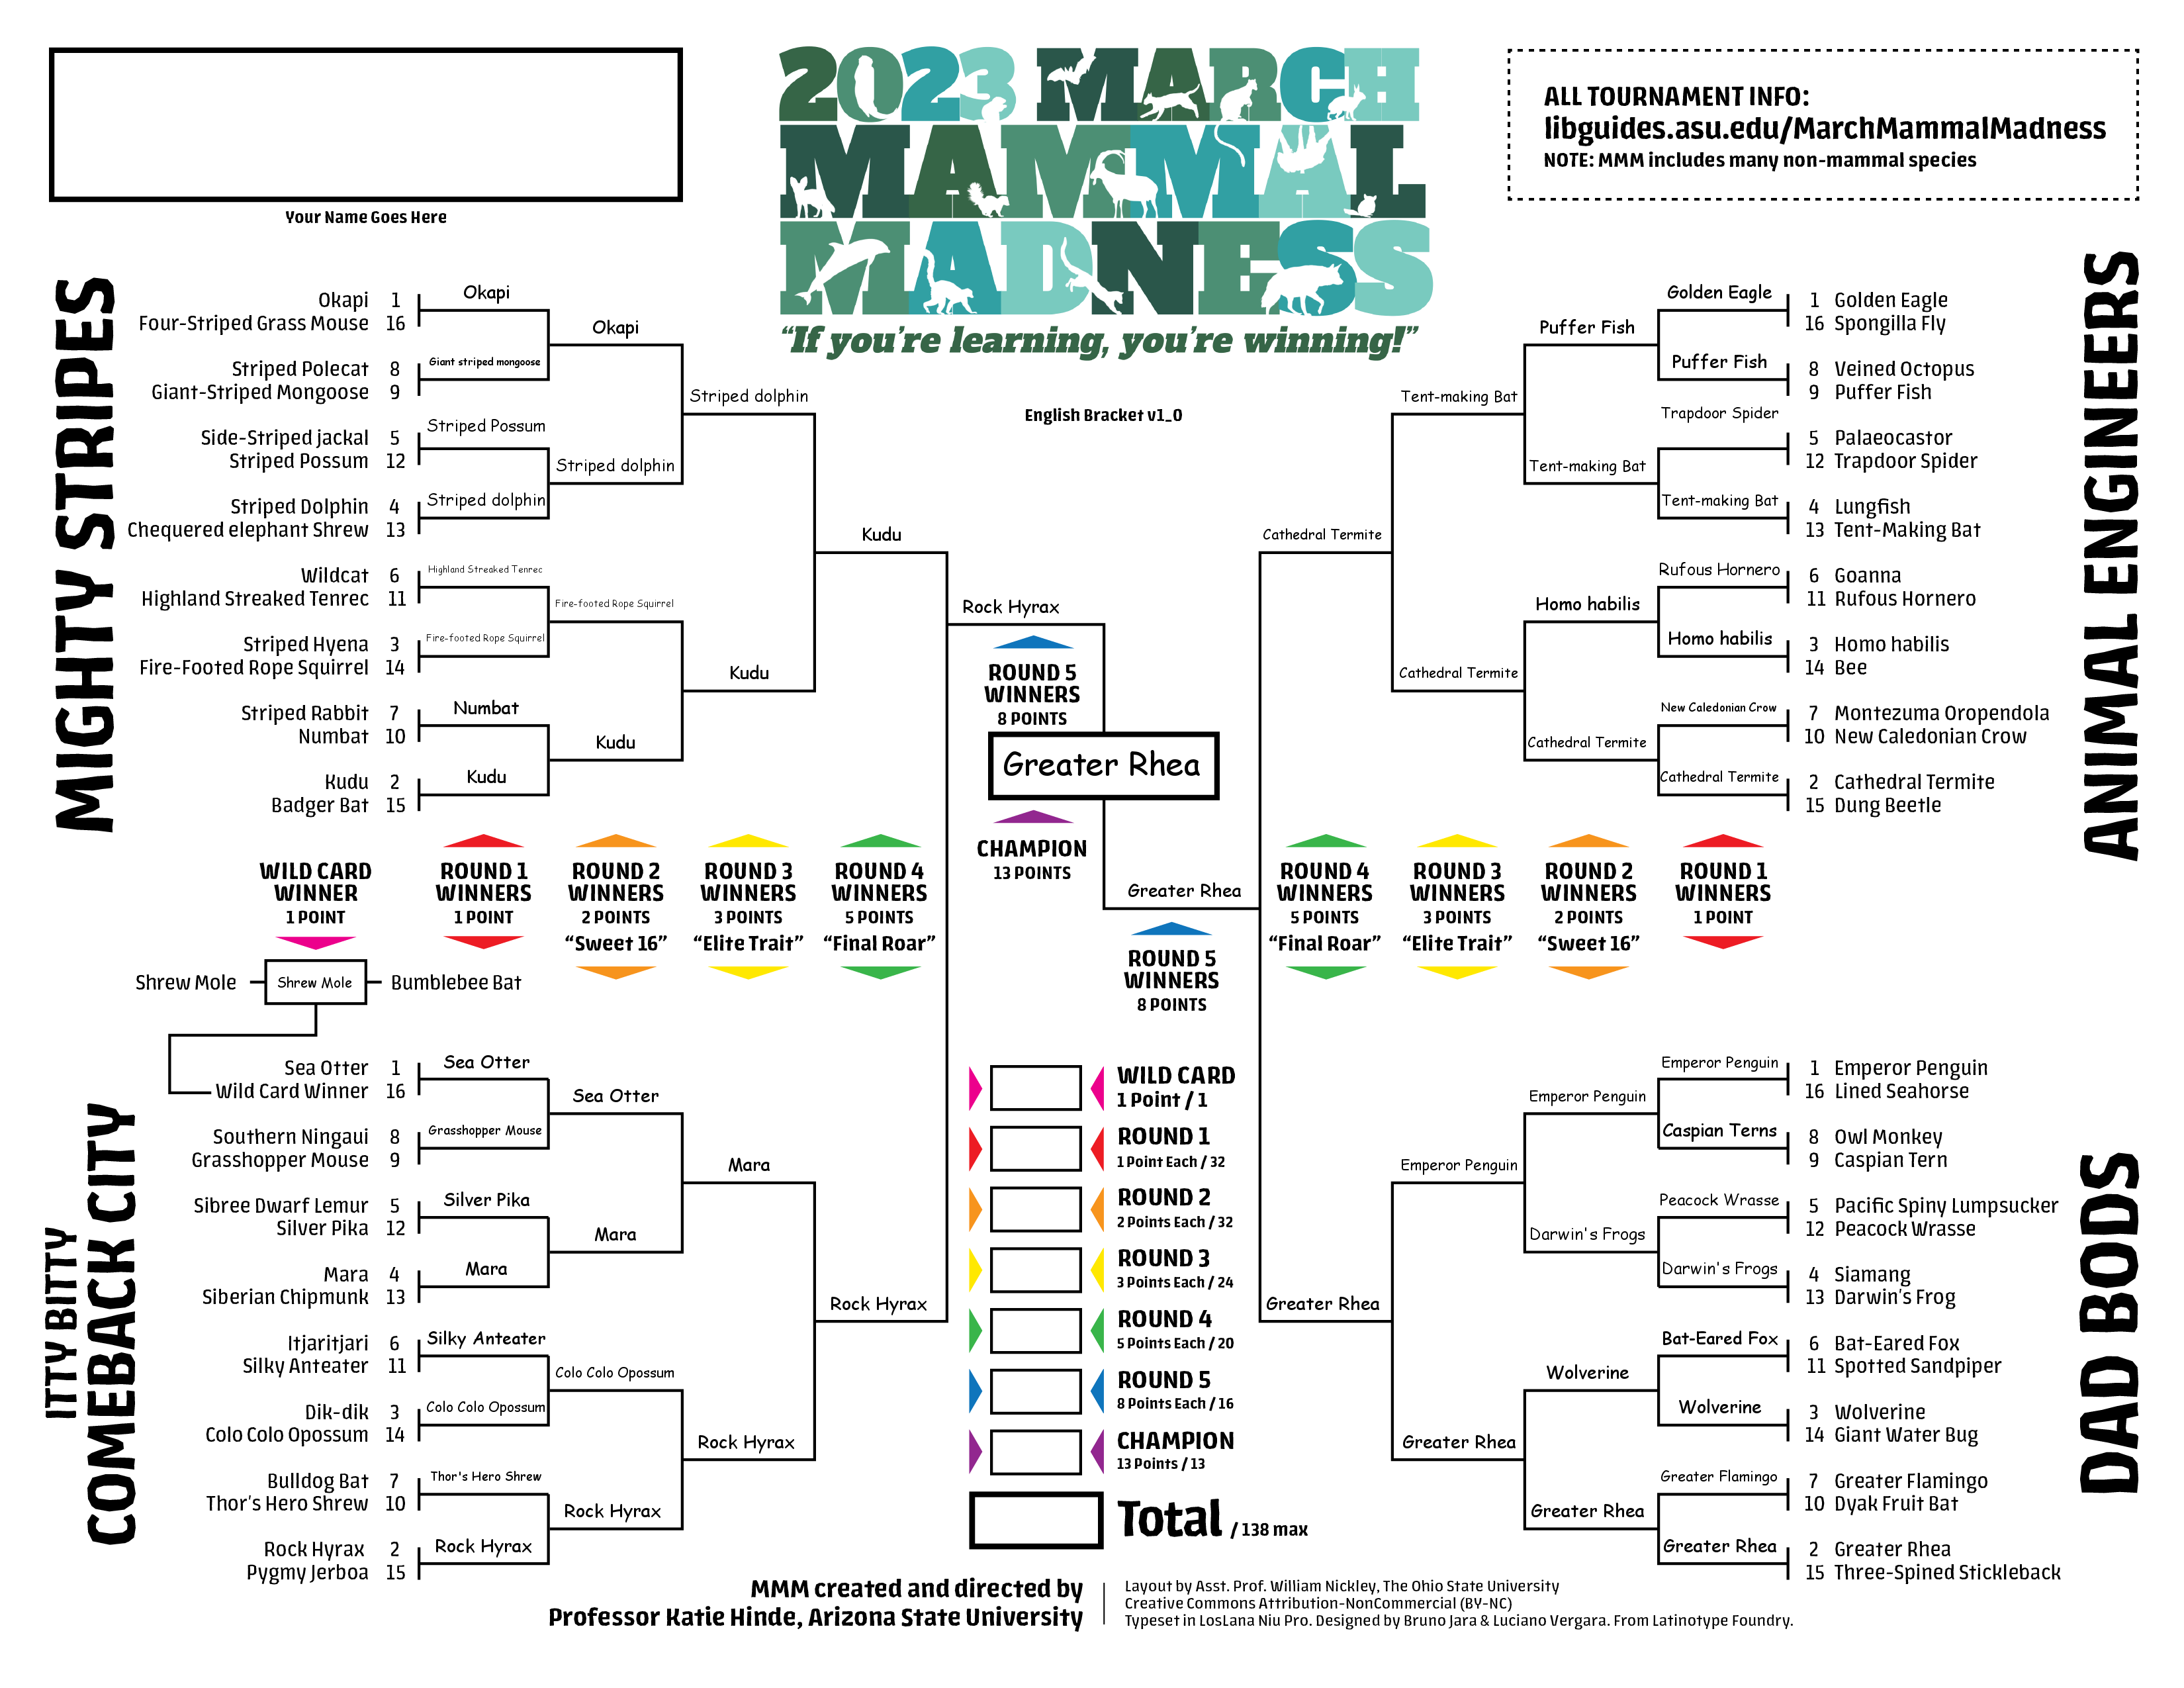 2023 MARCH
MAMMAL
MADNESS
"If you're learning, you're winning!"
English Bracket v1_0
Your Name Goes Here
ALL TOURNAMENT INFO:
libguides.asu.edu/MarchMammalMadness
NOTE: MMM includes many non-mammal species
MIGHTY STRIPES
Okapi 1
Four-Striped Grass Mouse 16
Striped Polecat 8
Giant-Striped Mongoose 9
Side-Striped jackal 5
Striped Possum 12
Striped Dolphin 4
Chequered elephant Shrew 13
Wildcat 6
Highland Streaked Tenrec 11
Striped Hyena 3
Fire-Footed Rope Squirrel 14
Striped Rabbit 7
Numbat 10
Kudu 2
Badger Bat 15
Okapi
Giant striped mongoose
Striped Possum
Striped dolphin
Highland Streaked Tenrec
Fire-footed Rope Squirrel
Numbat
Kudu
Okapi
Striped dolphin
Fire-footed Rope Squirrel
Kudu
Striped dolphin
Kudu
Kudu
Rock Hyrax
ROUND 5
WINNERS
8 POINTS
Greater Rhea
CHAMPION
13 POINTS
Greater Rhea
ROUND 5
WINNERS
8 POINTS
ANIMAL ENGINEERS
1 Golden Eagle
16 Spongilla Fly
8 Veined Octopus
9 Puffer Fish
5 Palaeocastor
12 Trapdoor Spider
4 Lungfish
13 Tent-Making Bat
6 Goanna
11 Rufous Hornero
3 Homo habilis
14 Bee
7 Montezuma Oropendola
10 New Caledonian Crow
2 Cathedral Termite
15 Dung Beetle
Golden Eagle
Puffer Fish
Trapdoor Spider
Tent-making Bat
Rufous Hornero
Homo habilis
New Caledonian Crow
Cathedral Termite
Puffer Fish
Tent-making Bat
Homo habilis
Cathedral Termite
Tent-making Bat
Cathedral Termite
Cathedral Termite
WILD CARD
WINNER
1 POINT
ROUND 1
WINNERS
1 POINT
ROUND 2
WINNERS
2 POINTS
"Sweet 16"
ROUND 3
WINNERS
3 POINTS
"Elite Trait"
ROUND 4
WINNERS
5 POINTS
"Final Roar"
ROUND 4
WINNERS
5 POINTS
"Final Roar"
ROUND 3
WINNERS
3 POINTS
"Elite Trait"
ROUND 2
WINNERS
2 POINTS
"Sweet 16"
ROUND 1
WINNERS
1 POINT
Shrew Mole
Shrew Mole
Bumblebee Bat
ITTY BITTY
COMEBACK CITY
Sea Otter 1
Wild Card Winner 16
Southern Ningaui 8
Grasshopper Mouse 9
Sibree Dwarf Lemur 5
Silver Pika 12
Mara 4
Siberian Chipmunk 13
Itjaritjari 6
Silky Anteater 11
Dik-dik 3
Colo Colo Opossum 14
Bulldog Bat 7
Thor's Hero Shrew 10
Rock Hyrax 2
Pygmy Jerboa 15
Sea Otter
Grasshopper Mouse
Silver Pika
Mara
Silky Anteater
Colo Colo Opossum
Thor's Hero Shrew
Rock Hyrax
Sea Otter
Mara
Colo Colo Opossum
Rock Hyrax
Mara
Rock Hyrax
Rock Hyrax
WILD CARD
1 Point / 1
ROUND 1
1 Point Each / 32
ROUND 2
2 Points Each / 32
ROUND 3
3 Points Each / 24
ROUND 4
5 Points Each / 20
ROUND 5
8 Points Each / 16
CHAMPION
13 Points / 13
Total / 138 max
DAD BODS
1 Emperor Penguin
16 Lined Seahorse
8 Owl Monkey
9 Caspian Tern
5 Pacific Spiny Lumpsucker
12 Peacock Wrasse
4 Siamang
13 Darwin's Frog
6 Bat-Eared Fox
11 Spotted Sandpiper
3 Wolverine
14 Giant Water Bug
7 Greater Flamingo
10 Dyak Fruit Bat
2 Greater Rhea
15 Three-Spined Stickleback
Emperor Penguin
Caspian Terns
Peacock Wrasse
Darwin's Frogs
Bat-Eared Fox
Wolverine
Greater Flamingo
Greater Rhea
Emperor Penguin
Darwin's Frogs
Wolverine
Greater Rhea
Emperor Penguin
Greater Rhea
Greater Rhea
MMM created and directed by
Professor Katie Hinde, Arizona State University
Layout by Asst. Prof. William Nickley, The Ohio State University
Creative Commons Attribution-NonCommercial (BY-NC)
Typeset in LosLana Niu Pro. Designed by Bruno Jara & Luciano Vergara. From Latinotype Foundry.